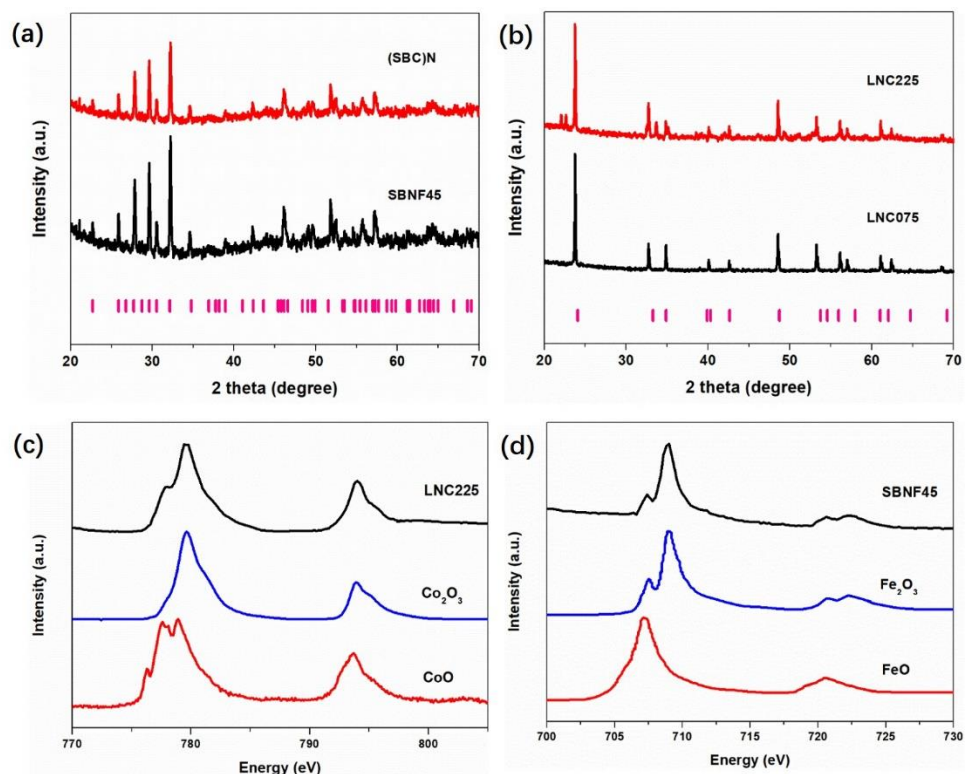 (a)
(SBC)N
SBNF45
Intensity (a.u.)
20 30 40 50 60 70
2 theta (degree)
(b)
LNC225
LNC075
Intensity (a.u.)
20 30 40 50 60 70
2 theta (degree)
(c)
LNC225
Co₂O₃
CoO
Intensity (a.u.)
770 780 790 800
Energy (eV)
(d)
SBNF45
Fe₂O₃
FeO
Intensity (a.u.)
700 705 710 715 720 725 730
Energy (eV)